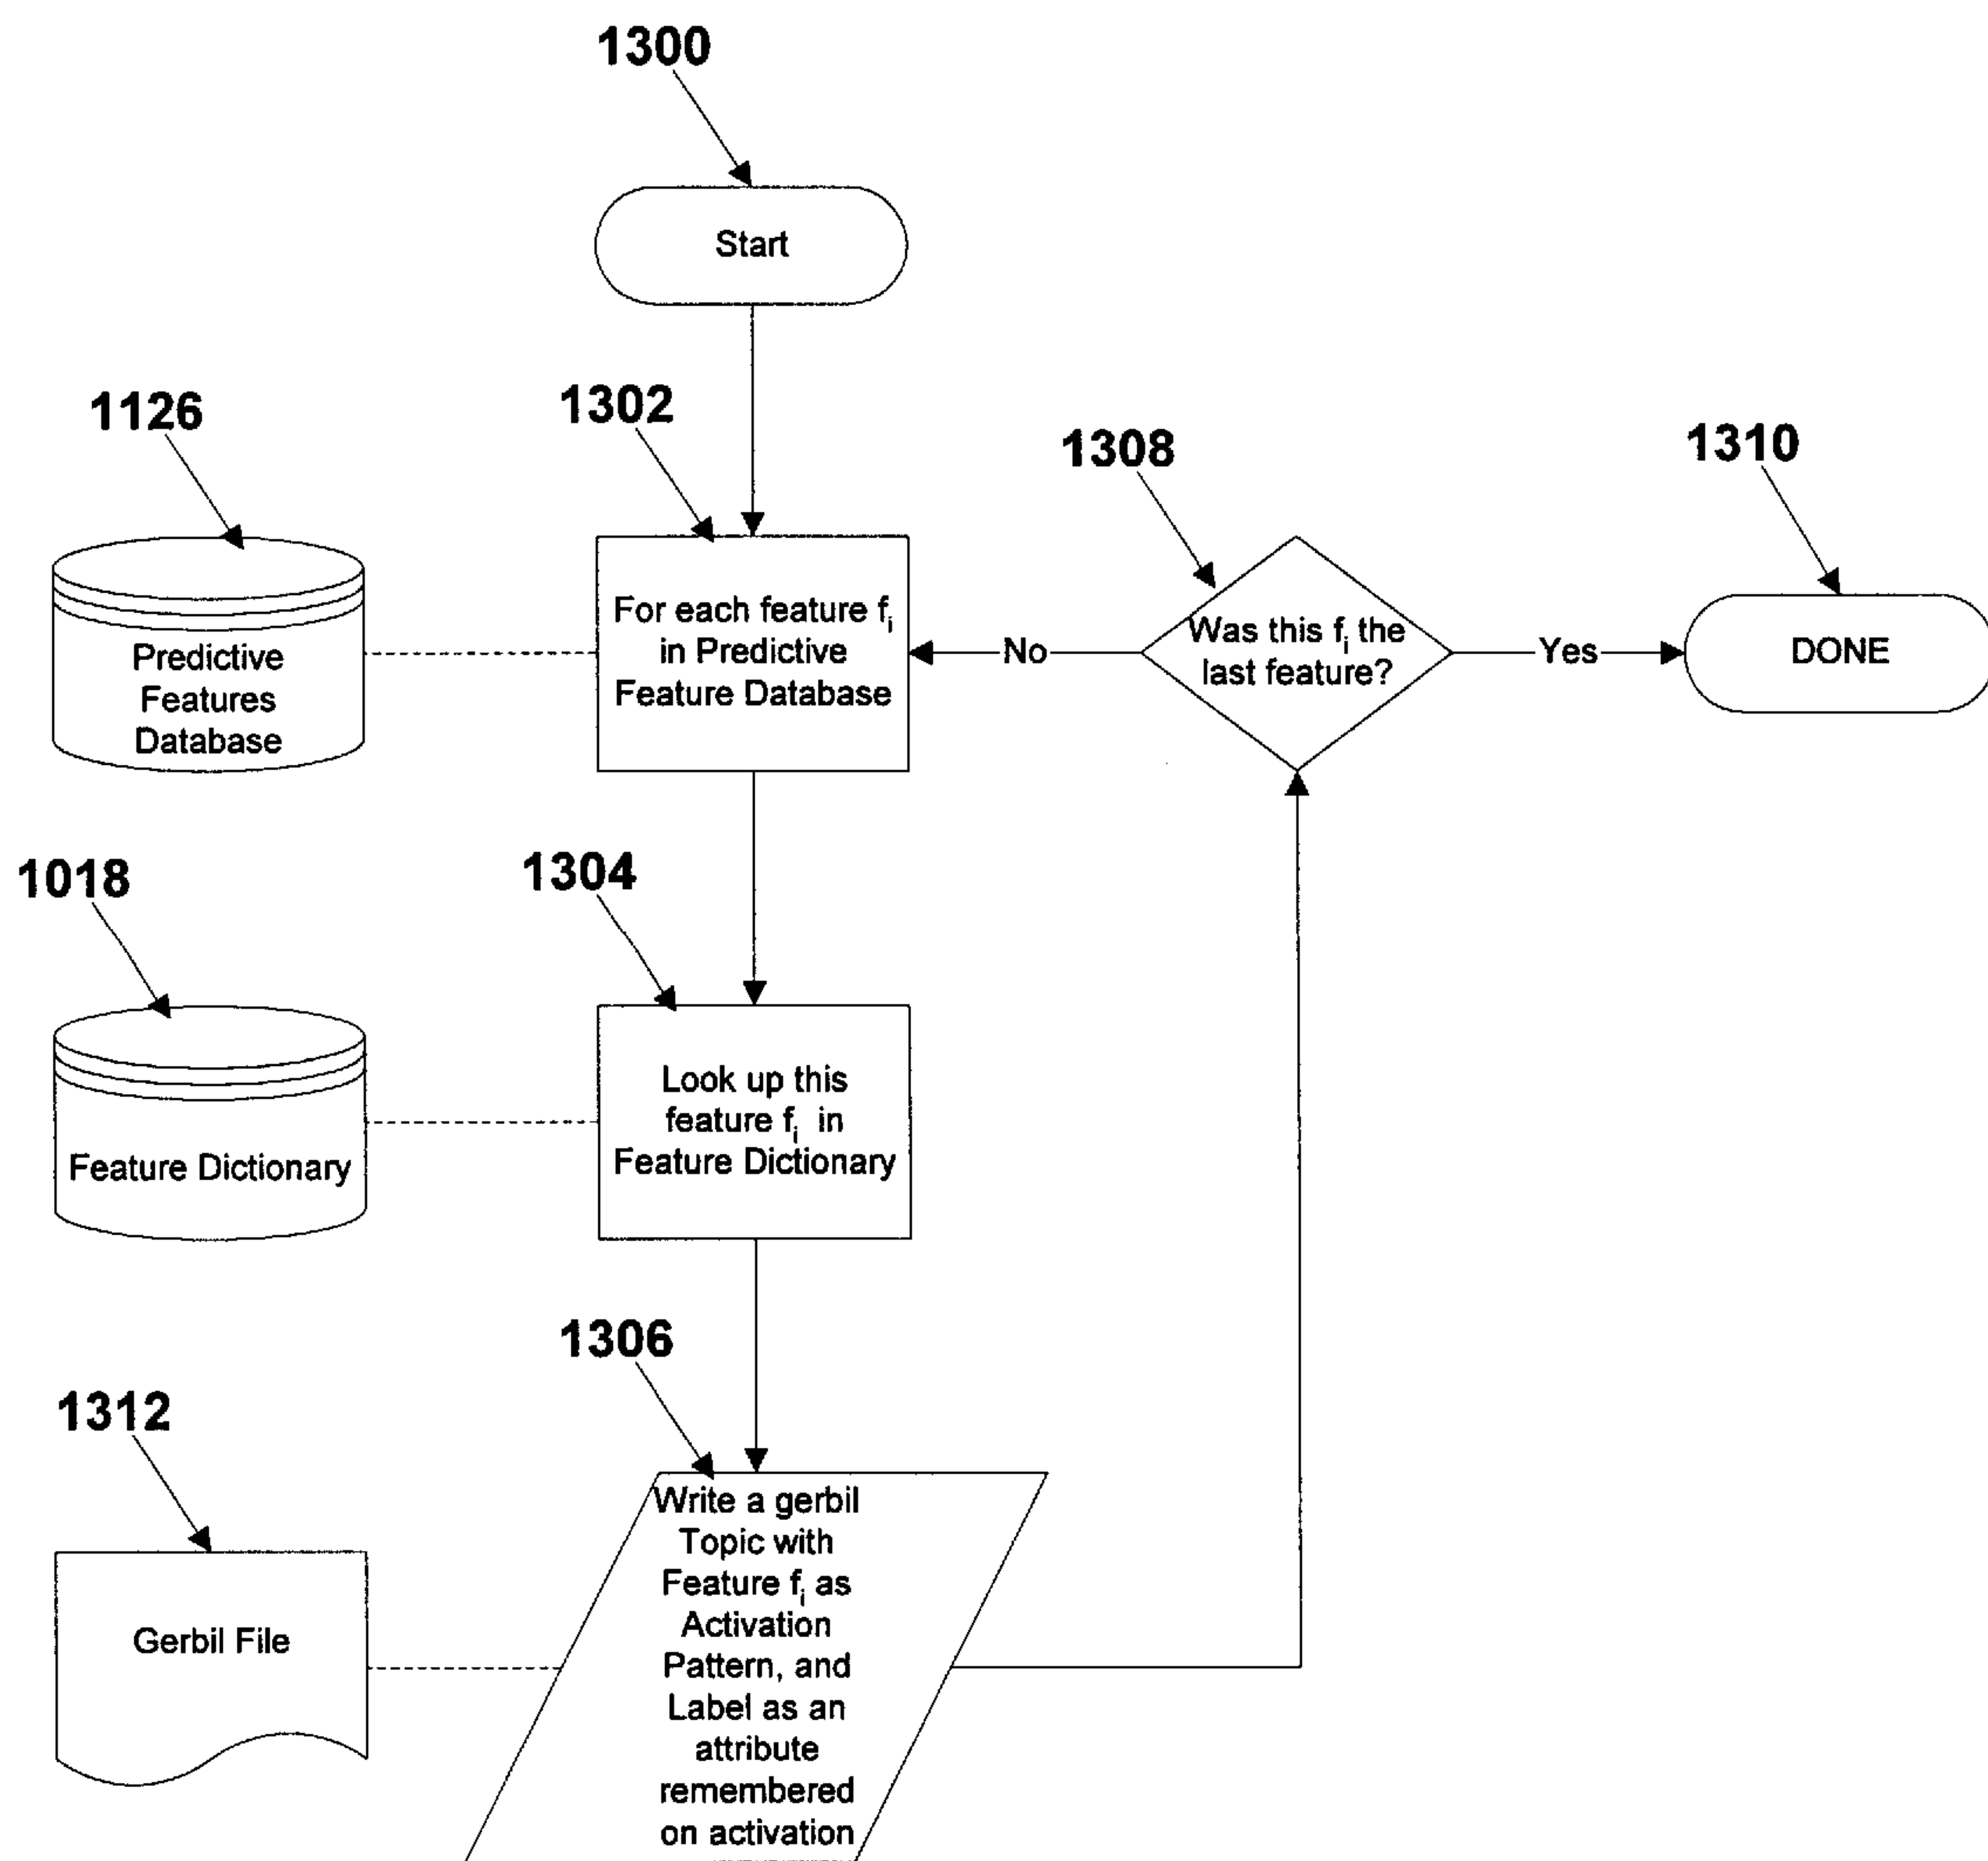 1300
Start
1126
1302
1308
1310
Predictive
Features
Database
For each feature fi
in Predictive
Feature Database
No
Was this fi the
last feature?
Yes
DONE
1018
1304
Feature Dictionary
Look up this
feature fi in
Feature Dictionary
1306
1312
Gerbil File
Write a gerbil
Topic with
Feature fi as
Activation
Pattern, and
Label as an
attribute
remembered
on activation